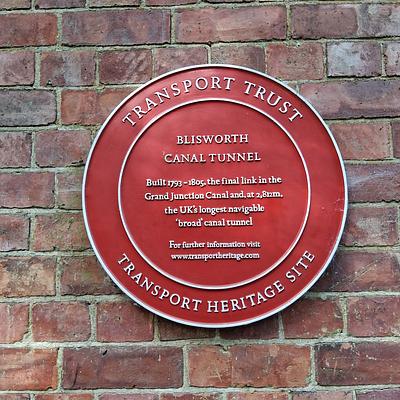 TRANSPORT TRUST
BLISWORTH
CANAL TUNNEL
Built 1793-1805, the final link in the
Grand Junction Canal and, at 2,812m,
the UK's longest navigable
'broad' canal tunnel
For further information visit
www.transportheritage.com
TRANSPORT HERITAGE SITE